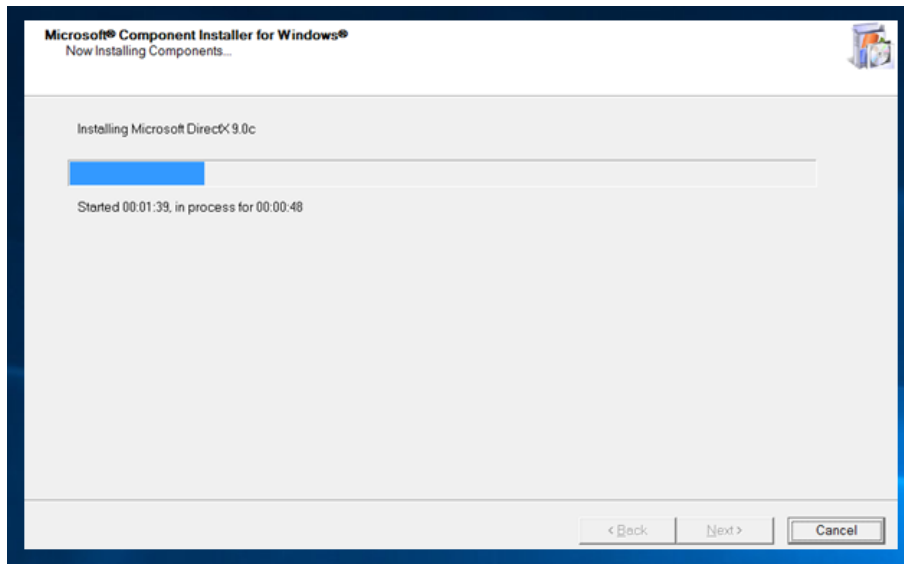 Microsoft® Component Installer for Windows®
Now Installing Components...
Installing Microsoft DirectX 9.0c
Started 00:01:39, in process for 00:00:48
< Back
Next >
Cancel